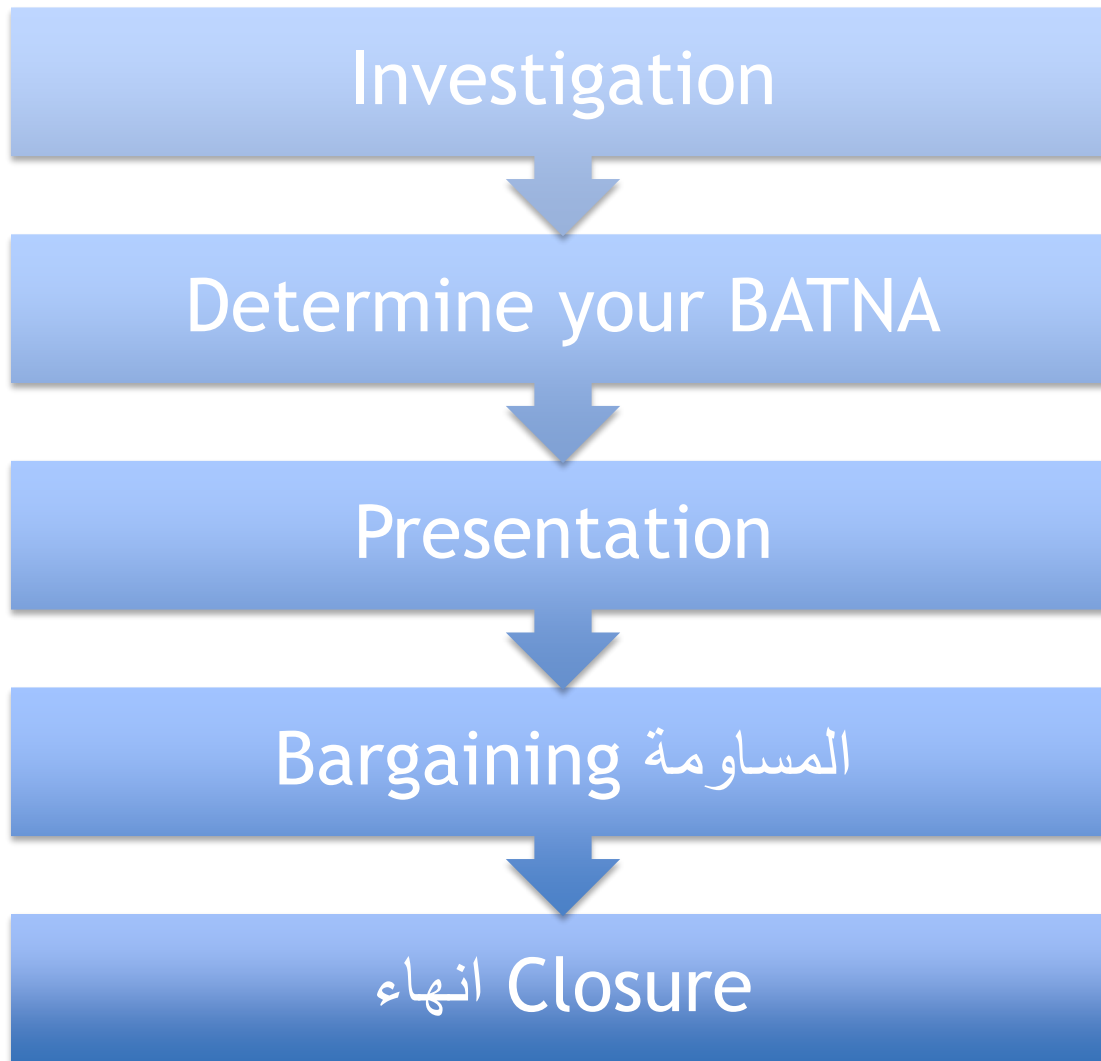 Investigation
Determine your BATNA
Presentation
Bargaining المساومة
انهاء Closure